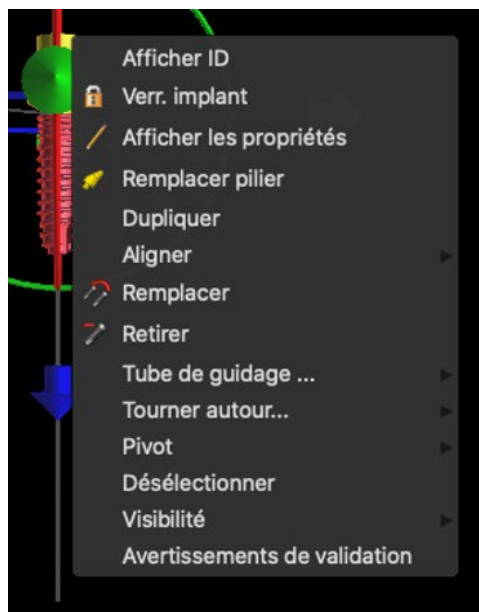 Afficher ID
Verr. implant
Afficher les propriétés
Remplacer pilier
Dupliquer
Aligner
Remplacer
Retirer
Tube de guidage ...
Tourner autour...
Pivot
Désélectionner
Visibilité
Avertissements de validation